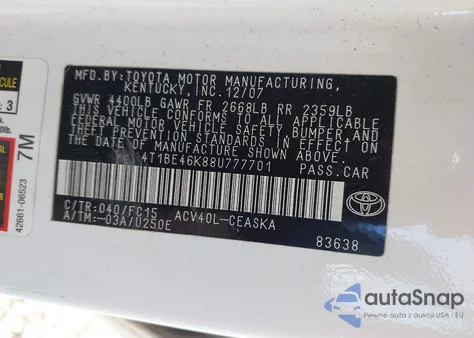 MFD.BY:TOYOTA MOTOR MANUFACTURING,
KENTUCKY, INC. 12/07
GVWR 4400LB GAWR FR 2668LB RR 2359LB
THIS VEHICLE CONFORMS TO ALL APPLICABLE
FEDERAL MOTOR VEHICLE SAFETY, BUMPER, AND
THEFT PREVENTION STANDARDS IN EFFECT ON
THE DATE OF MANUFACTURE SHOWN ABOVE.
4T1BE46K88U777701
PASS.CAR
C/TR:040/FC15 ACV40L-CEASKA
A/TM:-03A/U250E
83638
3
7M
42661-06523
autoSnap
Update a z aukcji USA i EU